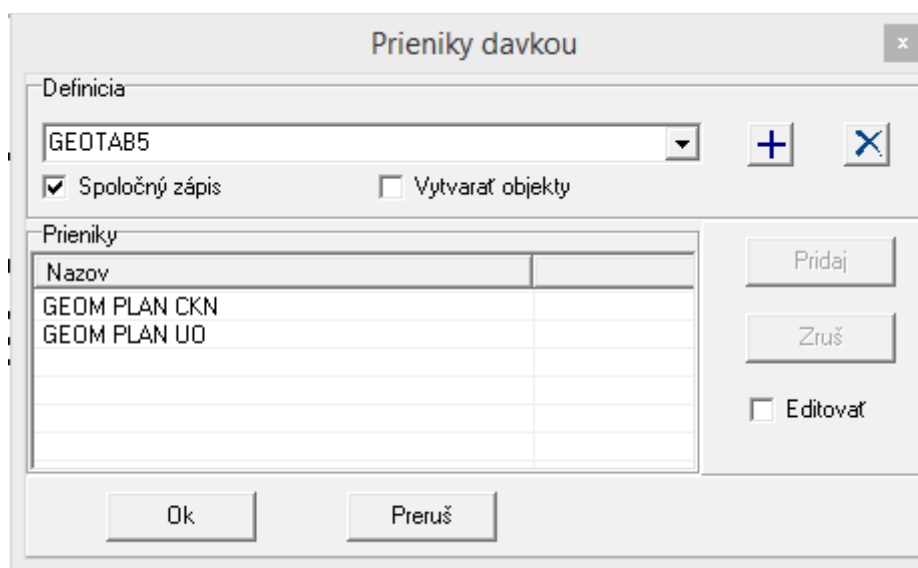 Prieniky davkou
x
Definicia
GEOTAB5
Spoločný zápis Vytvarať objekty
Prieniky
Nazov
GEOM PLAN CKN
GEOM PLAN UO
Pridaj
Zruš
Editovať
Ok Preruš